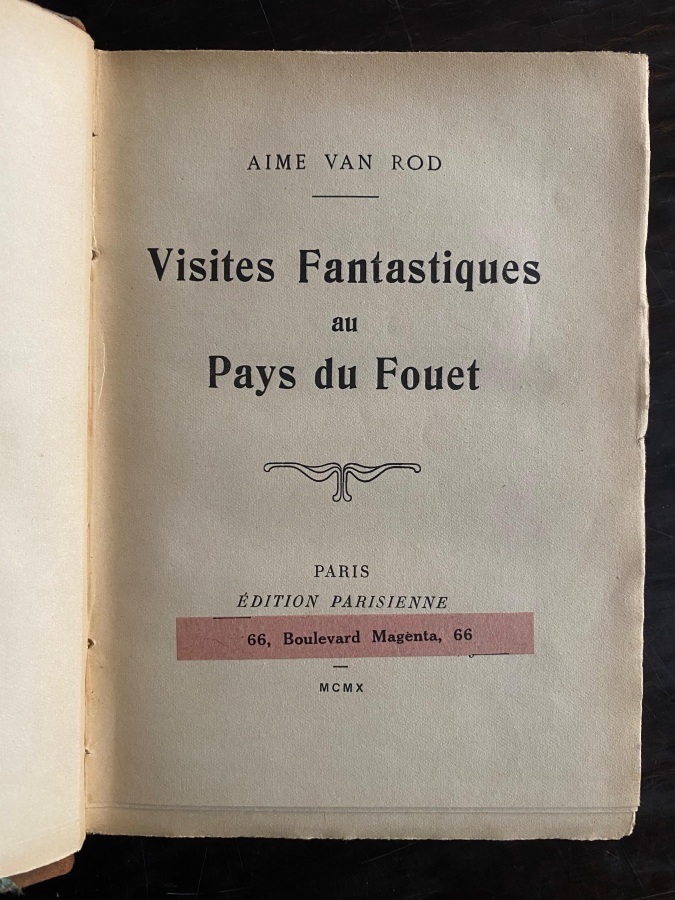 AIME VAN ROD
Visites Fantastiques
au
Pays du Fouet
PARIS
ÉDITION PARISIENNE
66, Boulevard Magenta, 66
MCMX